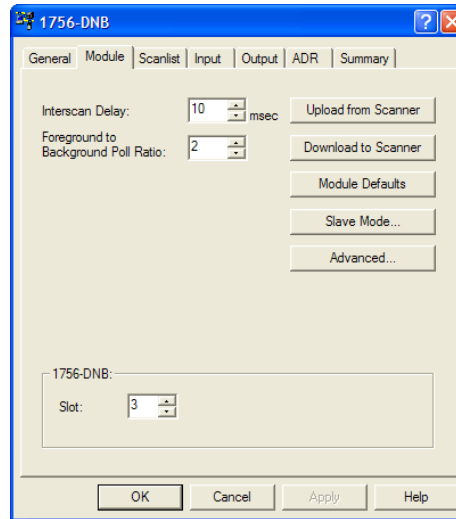 1756-DNB
General Module Scanlist Input Output ADR Summary
Interscan Delay: 10 msec Upload from Scanner
Foreground to
Background Poll Ratio: 2 Download to Scanner
Module Defaults
Slave Mode...
Advanced...
1756-DNB:
Slot: 3
OK Cancel Apply Help